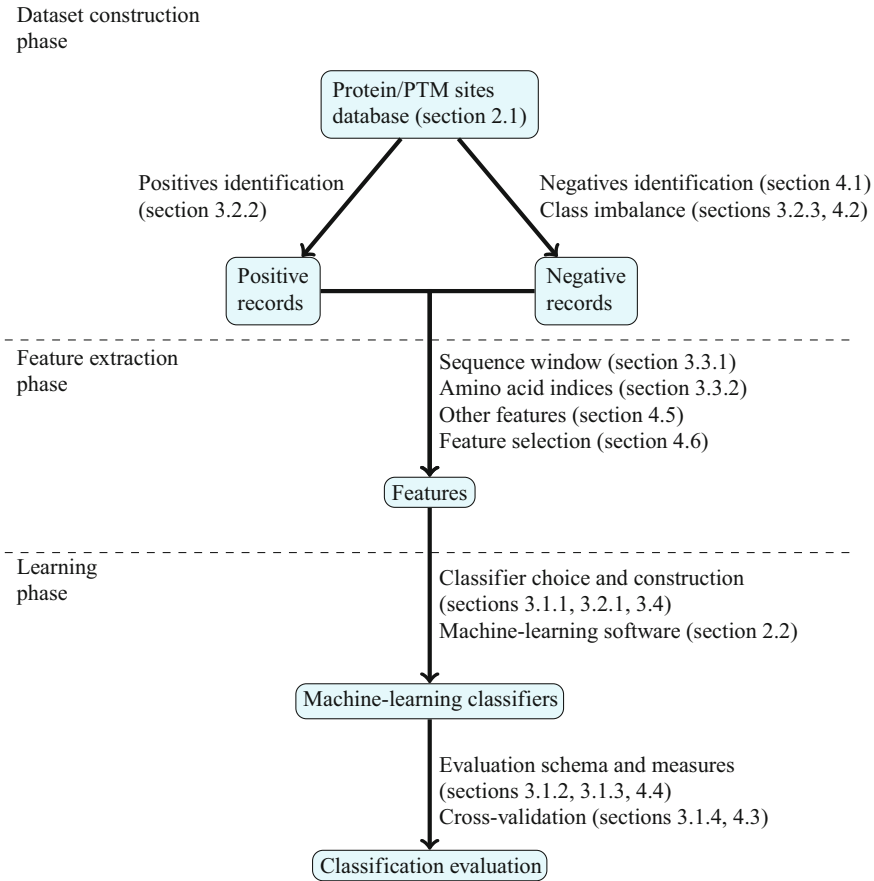 Dataset construction
phase
Protein/PTM sites
database (section 2.1)
Positives identification
(section 3.2.2)
Negatives identification (section 4.1)
Class imbalance (sections 3.2.3, 4.2)
Positive
records
Negative
records
Feature extraction
phase
Sequence window (section 3.3.1)
Amino acid indices (section 3.3.2)
Other features (section 4.5)
Feature selection (section 4.6)
Features
Learning
phase
Classifier choice and construction
(sections 3.1.1, 3.2.1, 3.4)
Machine-learning software (section 2.2)
Machine-learning classifiers
Evaluation schema and measures
(sections 3.1.2, 3.1.3, 4.4)
Cross-validation (sections 3.1.4, 4.3)
Classification evaluation